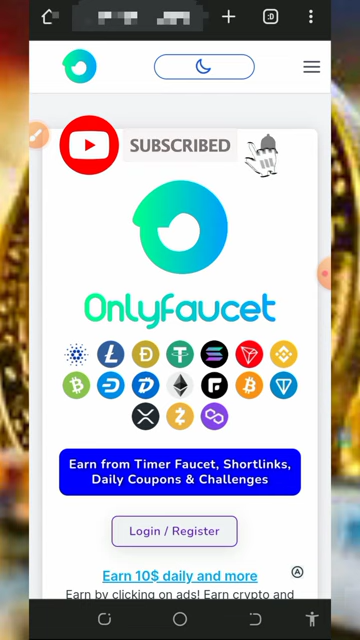 :D
SUBSCRIBED
OnlyFaucet
Earn from Timer Faucet, Shortlinks,
Daily Coupons & Challenges
Login / Register
Earn 10$ daily and more
Earn by clicking on ads! Earn crypto and